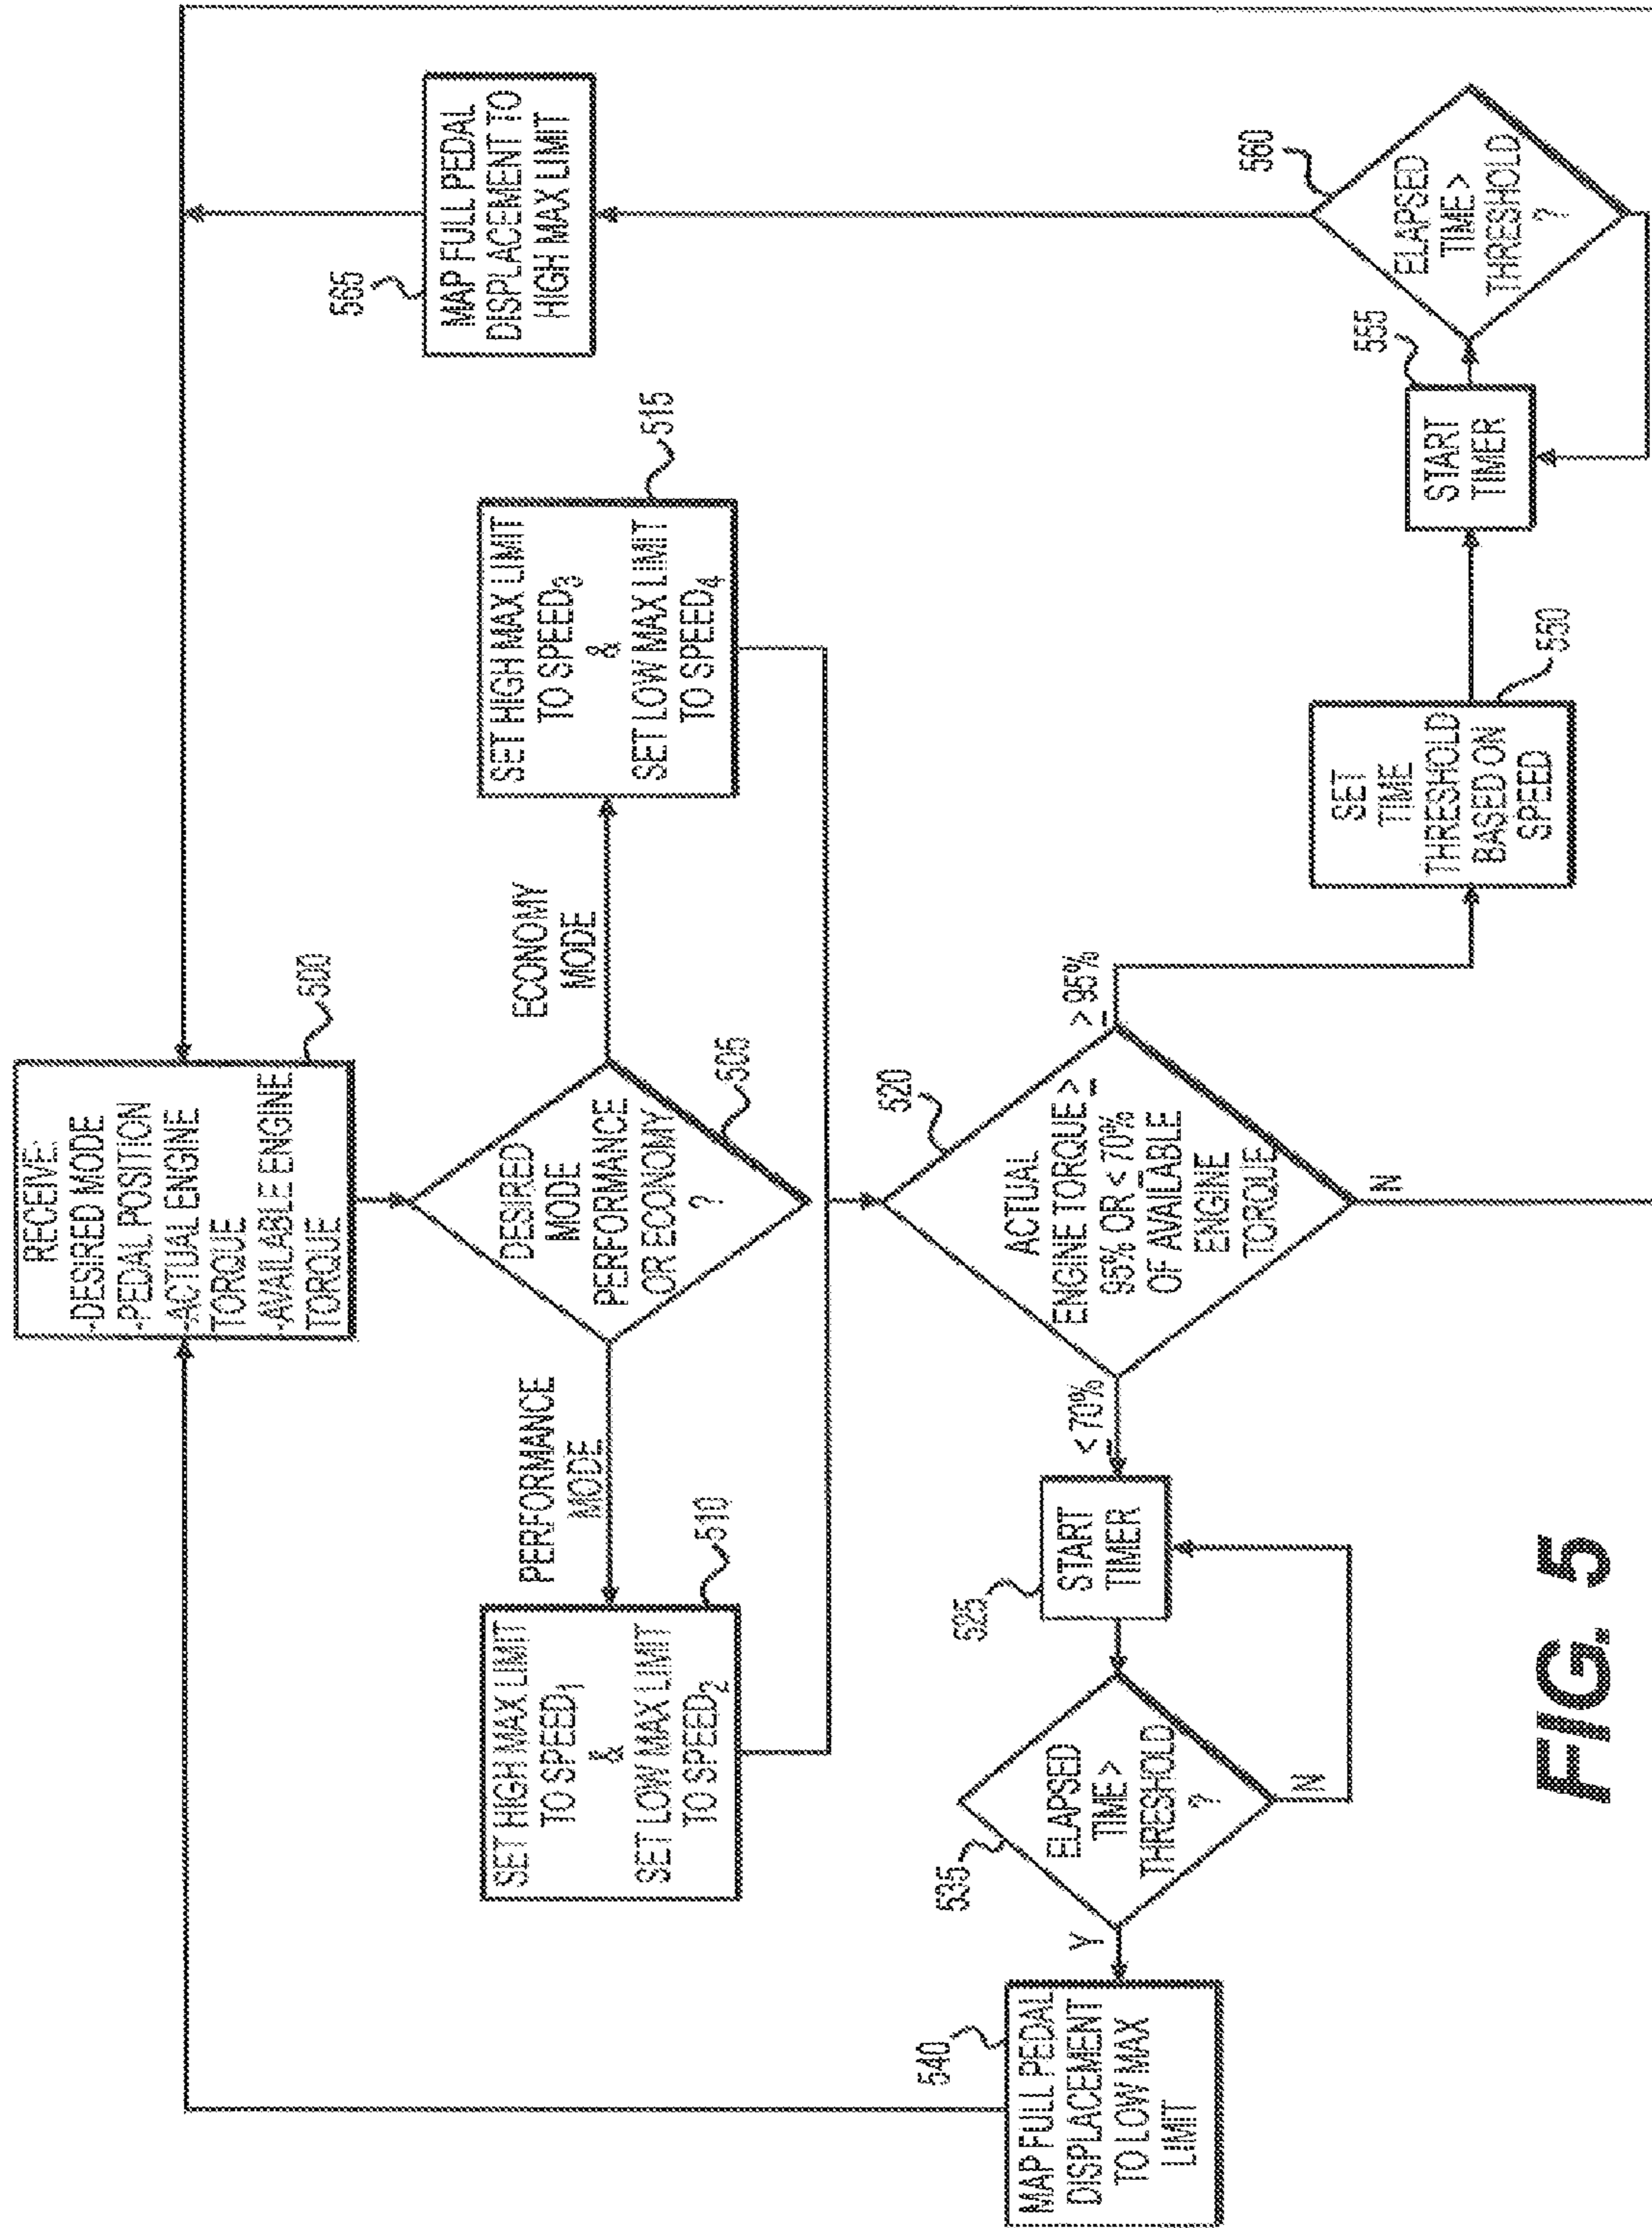 RECEIVE:
-DESIRED MODE
-PEDAL POSITION
-ACTUAL ENGINE
TORQUE
-AVAILABLE ENGINE
TORQUE
500
DESIRED
MODE
PERFORMANCE
OR ECONOMY
?
505
PERFORMANCE
MODE
ECONOMY
MODE
SET HIGH MAX LIMIT
TO SPEED₁
&
SET LOW MAX LIMIT
TO SPEED₂
510
SET HIGH MAX LIMIT
TO SPEED₃
&
SET LOW MAX LIMIT
TO SPEED₄
515
ACTUAL
ENGINE TORQUE ≥
95% OR ≤ 70%
OF AVAILABLE
ENGINE
TORQUE
520
≤ 70%
≥ 95%
N
START
TIMER
525
ELAPSED
TIME>
THRESHOLD
?
535
N
Y
MAP FULL PEDAL
DISPLACEMENT
TO LOW MAX
LIMIT
540
SET
TIME
THRESHOLD
BASED ON
SPEED
550
START
TIMER
555
ELAPSED
TIME>
THRESHOLD
?
560
MAP FULL PEDAL
DISPLACEMENT TO
HIGH MAX LIMIT
565
FIG. 5